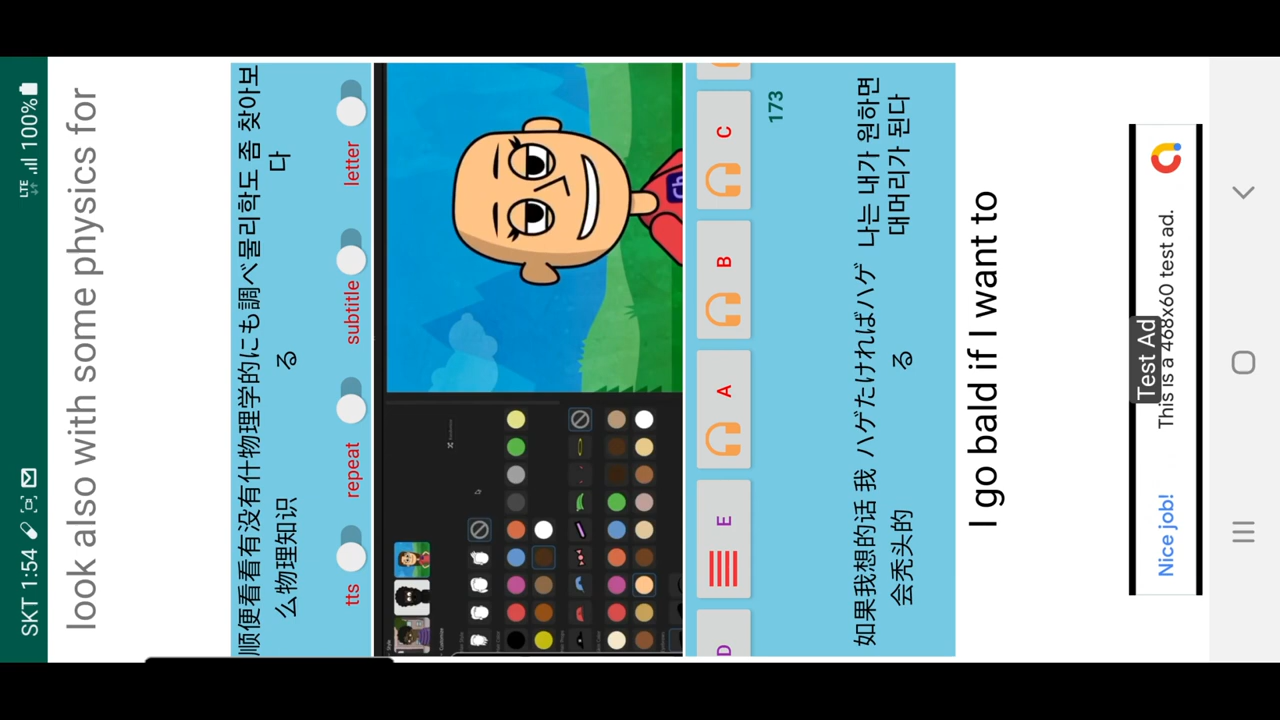 SKT 1:54 LTE 100%
look also with some physics for
顺便看看有没有什物理学的にも調べ물리학도 좀 찾아보
么物理知识 る 다
tts repeat subtitle letter
D E A B C
173
如果我想的话 我 ハゲたければハゲ 나는 내가 원하면
会秃头的 る 대머리가 된다
I go bald if I want to
Test Ad
Nice job! This is a 468x60 test ad.